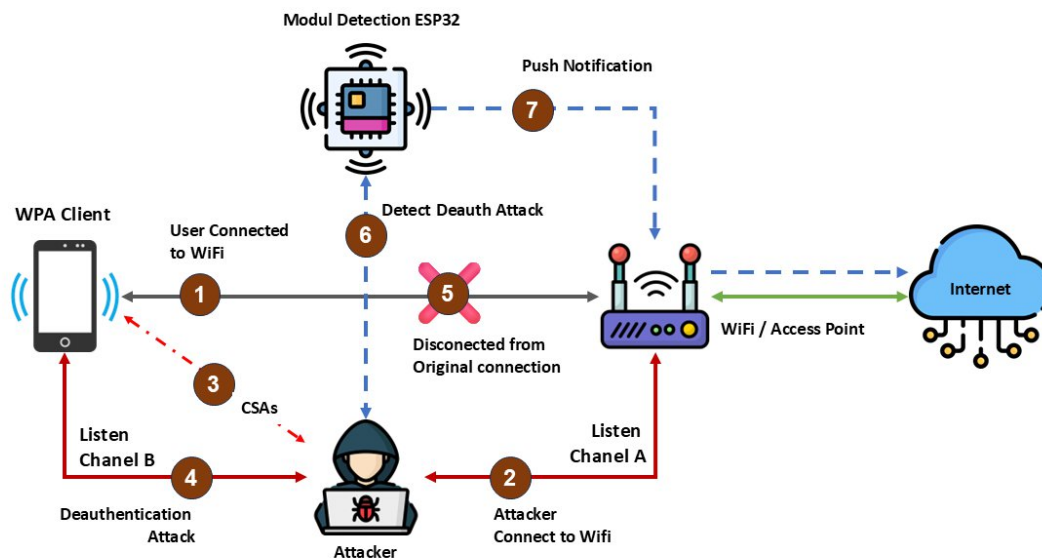 Modul Detection ESP32
Push Notification
7
WPA Client
Detect Deauth Attack
6
User Connected
to WiFi
1
5
Internet
WiFi / Access Point
Disconected from
Original connection
3
CSAs
Listen
Chanel B
Listen
Chanel A
4
2
Deauthentication
Attack
Attacker
Connect to Wifi
Attacker